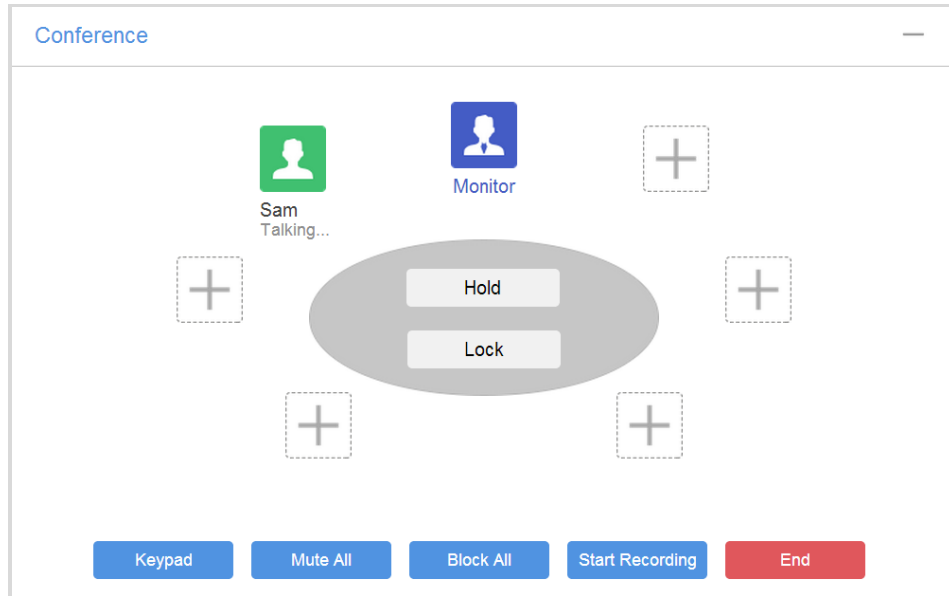 Conference
Monitor
Sam
Talking...
Hold
Lock
Keypad
Mute All
Block All
Start Recording
End